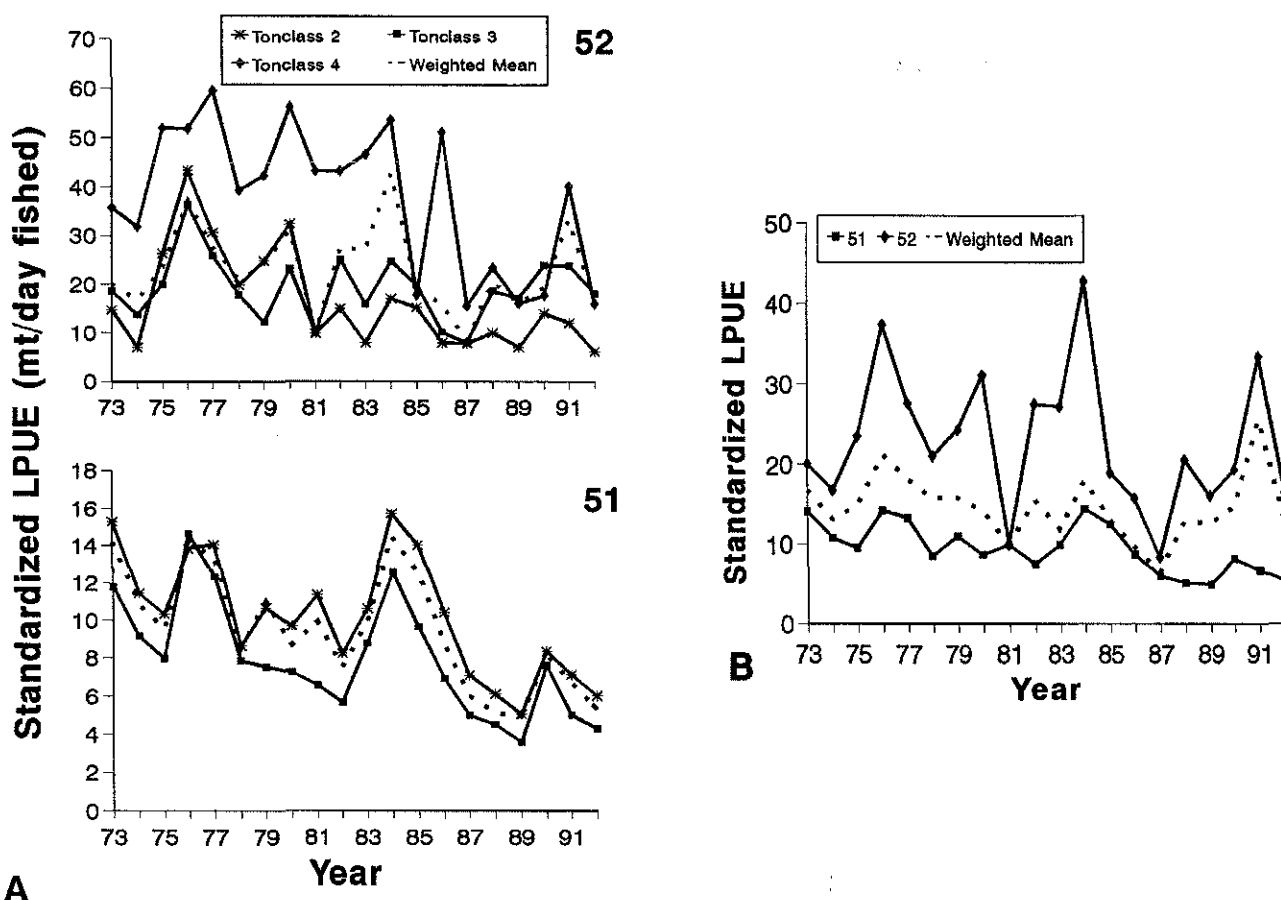 Tonclass 2 Tonclass 3
Tonclass 4 Weighted Mean
52
70
60
50
40
30
20
10
0
73 75 77 79 81 83 85 87 89 91
Standardized LPUE (mt/day fished)
51
18
16
14
12
10
8
6
4
2
0
73 75 77 79 81 83 85 87 89 91
Year
A
51 52 Weighted Mean
50
40
30
20
10
0
Standardized LPUE
73 75 77 79 81 83 85 87 89 91
Year
B